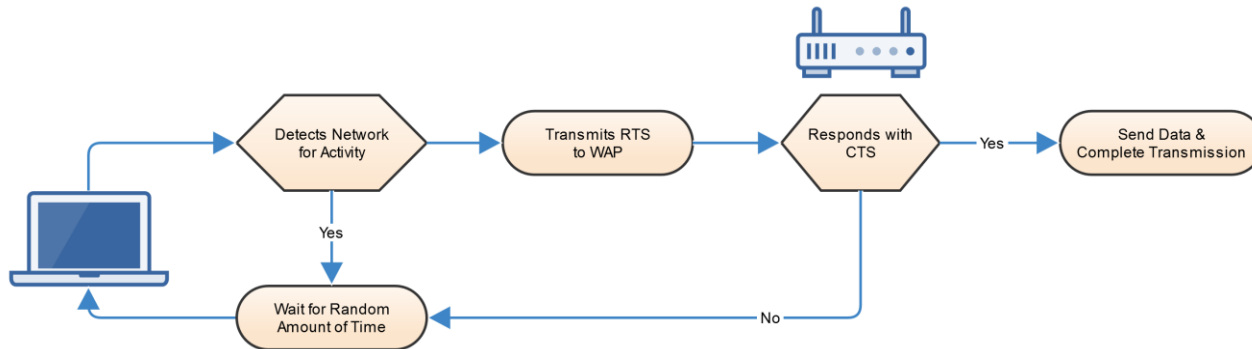 Detects Network
for Activity
Transmits RTS
to WAP
Responds with
CTS
Yes
Send Data &
Complete Transmission
Yes
Wait for Random
Amount of Time
No